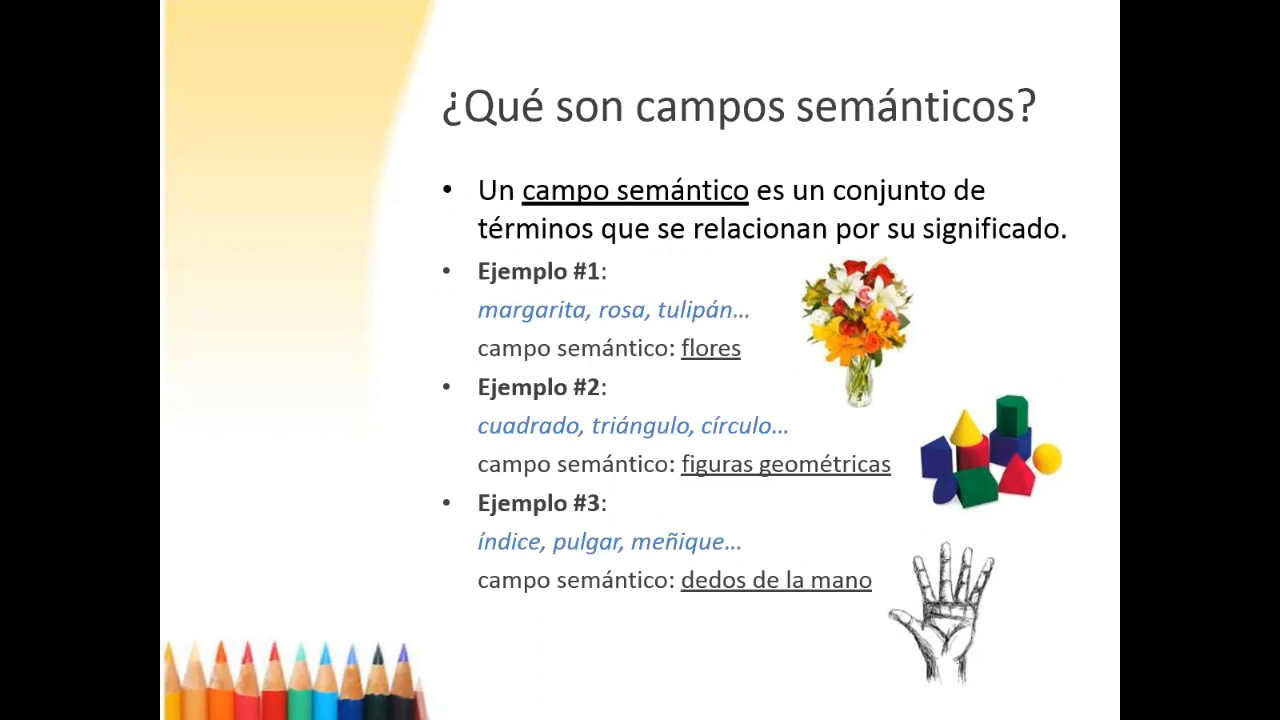 ¿Qué son campos semánticos?
• Un campo semántico es un conjunto de
términos que se relacionan por su significado.
• Ejemplo #1:
margarita, rosa, tulipán...
campo semántico: flores
• Ejemplo #2:
cuadrado, triángulo, círculo...
campo semántico: figuras geométricas
• Ejemplo #3:
índice, pulgar, meñique...
campo semántico: dedos de la mano